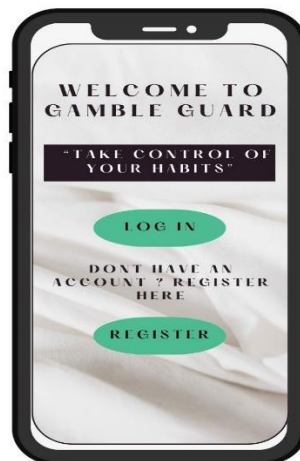 WELCOME TO
GAMBLE GUARD
"TAKE CONTROL OF
YOUR HABITS"
LOG IN
DONT HAVE AN
ACCOUNT ? REGISTER
HERE
REGISTER